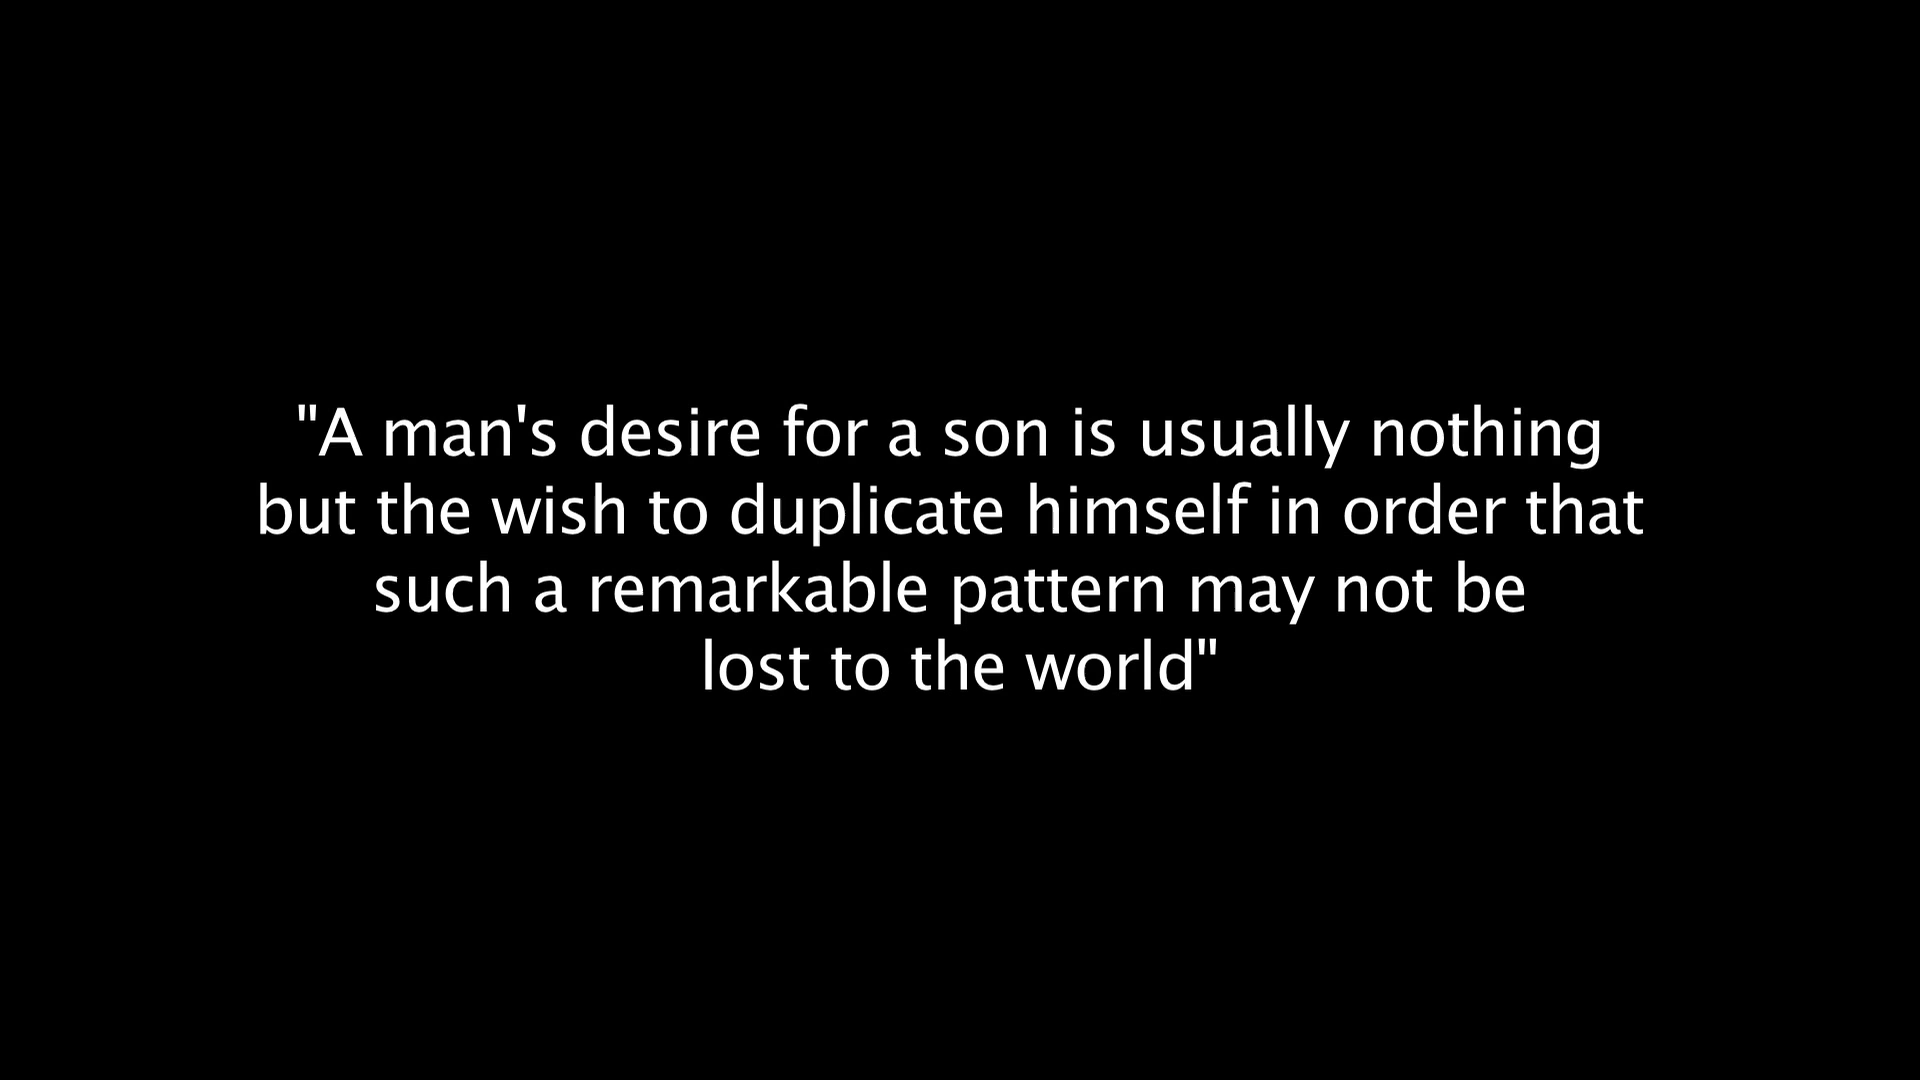 "A man's desire for a son is usually nothing
but the wish to duplicate himself in order that
such a remarkable pattern may not be
lost to the world"